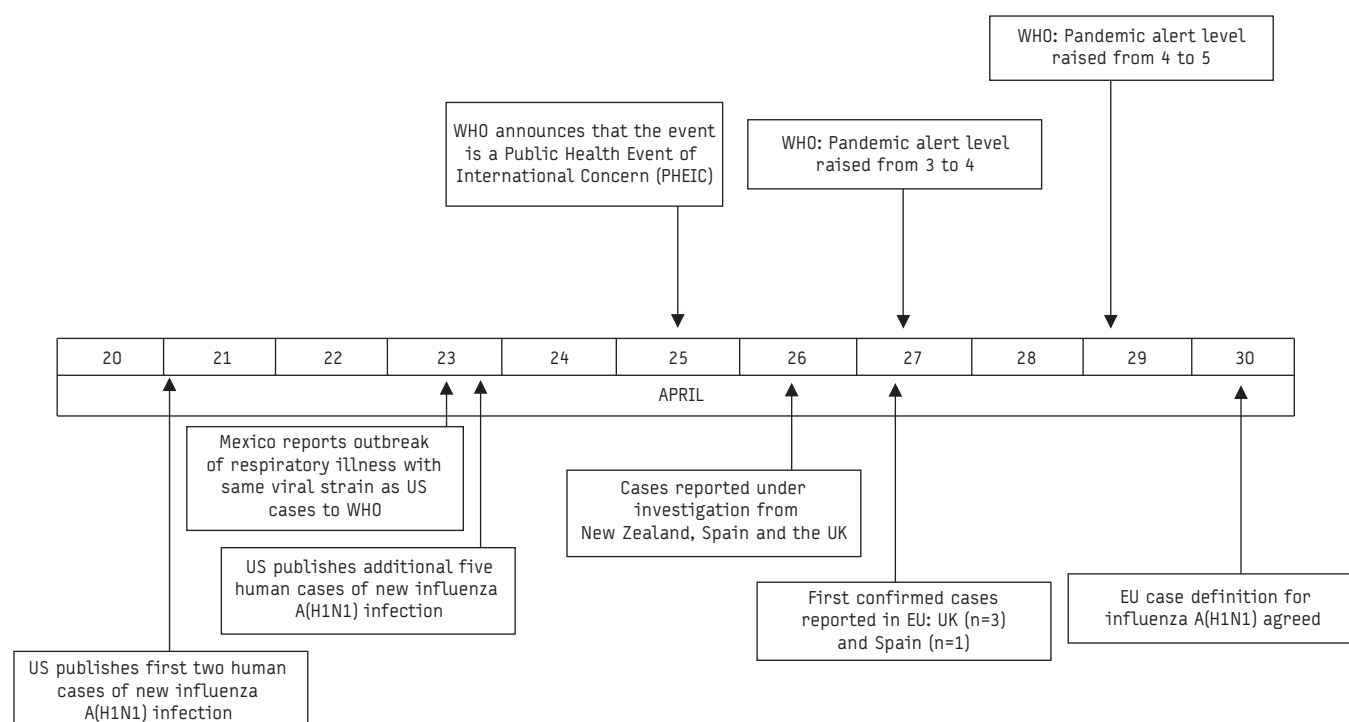 WHO: Pandemic alert level
raised from 4 to 5
WHO announces that the event
is a Public Health Event of
International Concern (PHEIC)
WHO: Pandemic alert level
raised from 3 to 4
20 21 22 23 24 25 26 27 28 29 30
APRIL
Mexico reports outbreak
of respiratory illness with
same viral strain as US
cases to WHO
Cases reported under
investigation from
New Zealand, Spain and the UK
US publishes additional five
human cases of new influenza
A(H1N1) infection
First confirmed cases
reported in EU: UK (n=3)
and Spain (n=1)
EU case definition for
influenza A(H1N1) agreed
US publishes first two human
cases of new influenza
A(H1N1) infection